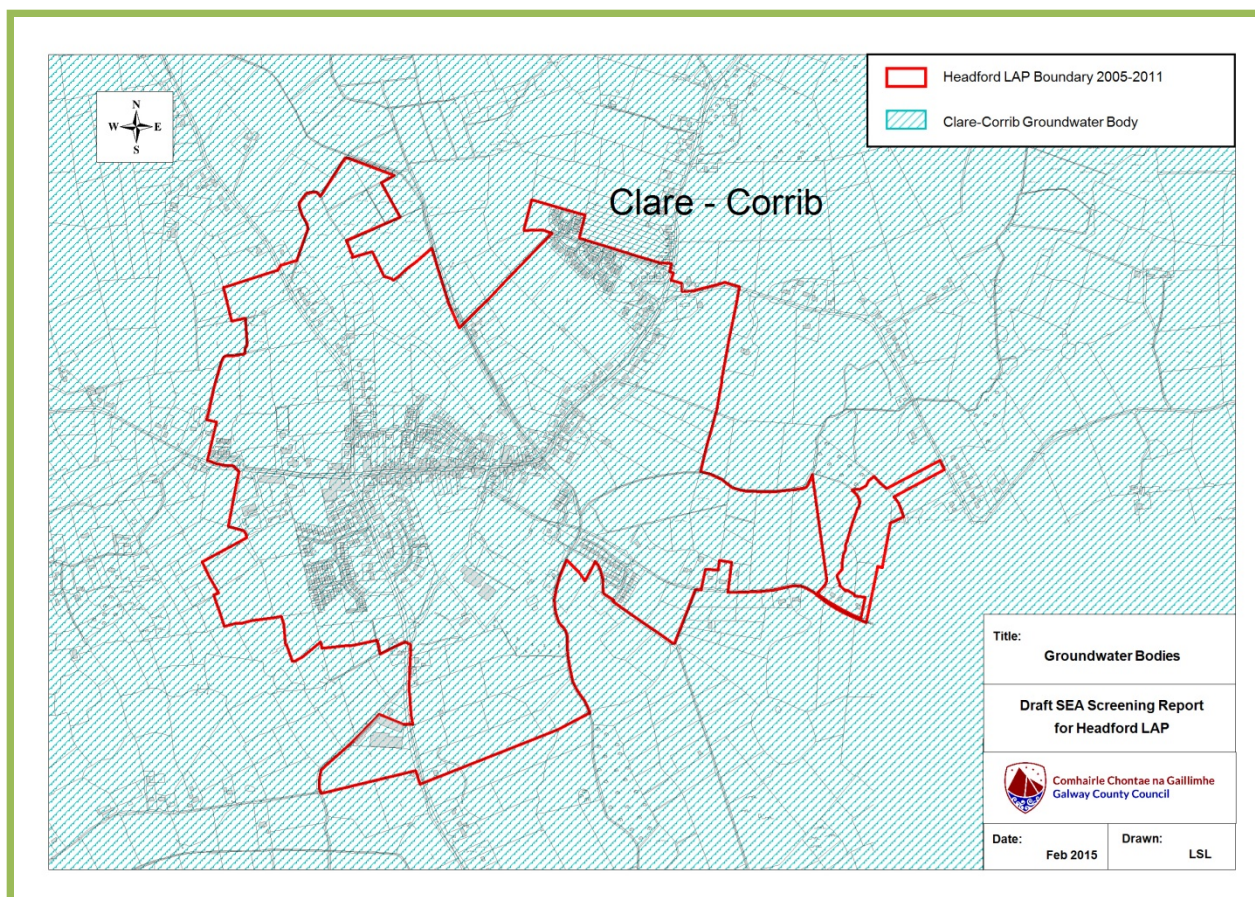 N
W E
S
Headford LAP Boundary 2005-2011
Clare-Corrib Groundwater Body
Clare - Corrib
Title:
Groundwater Bodies
Draft SEA Screening Report
for Headford LAP
Comhairle Chontae na Gaillimhe
Galway County Council
Date:
Feb 2015
Drawn:
LSL